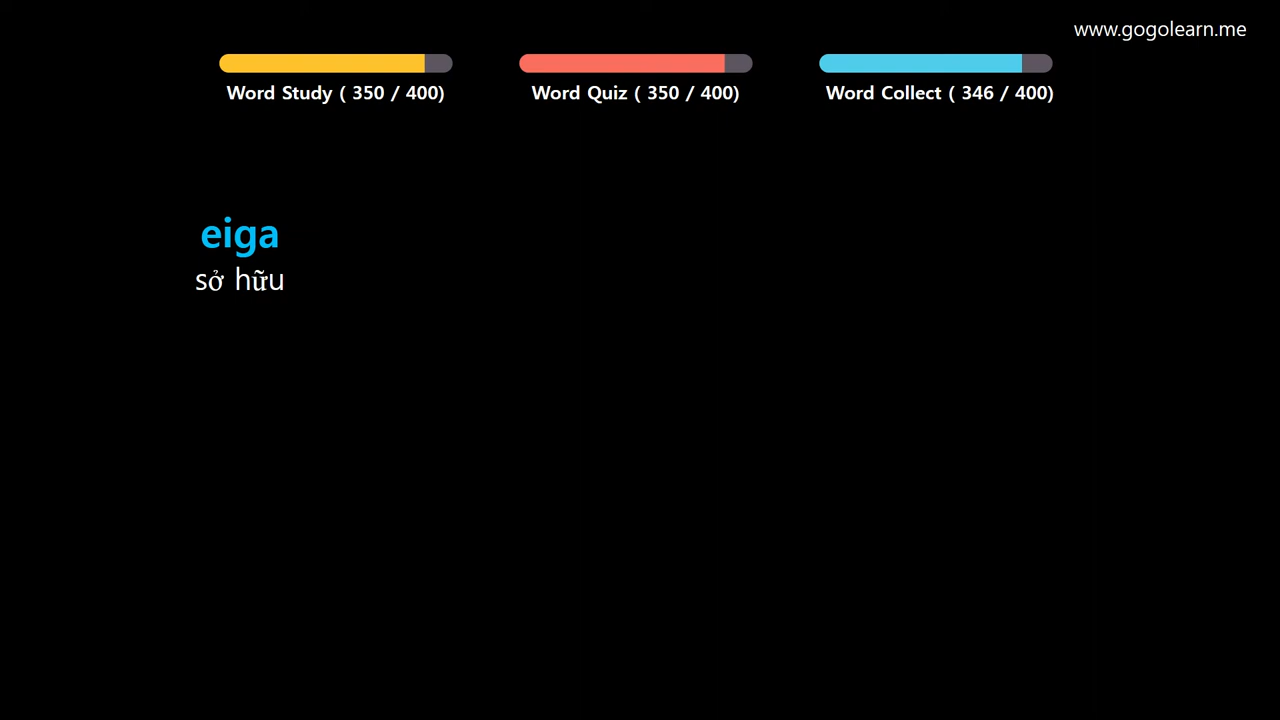 www.gogolearn.me
Word Study ( 350 / 400)
Word Quiz ( 350 / 400)
Word Collect ( 346 / 400)
eiga
sở hữu